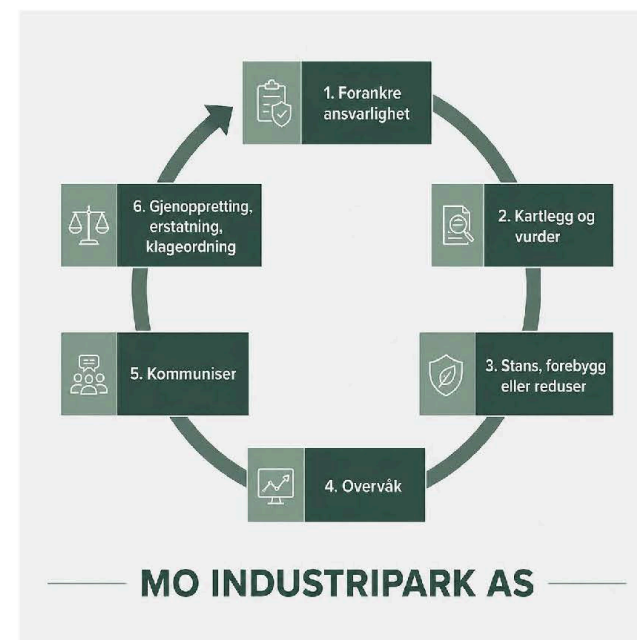 1. Forankre
ansvarlighet
2. Kartlegg og
vurder
3. Stans, forebygg
eller reduser
4. Overvåk
5. Kommuniser
6. Gjenoppretting,
erstatning,
klageordning
MO INDUSTRIPARK AS